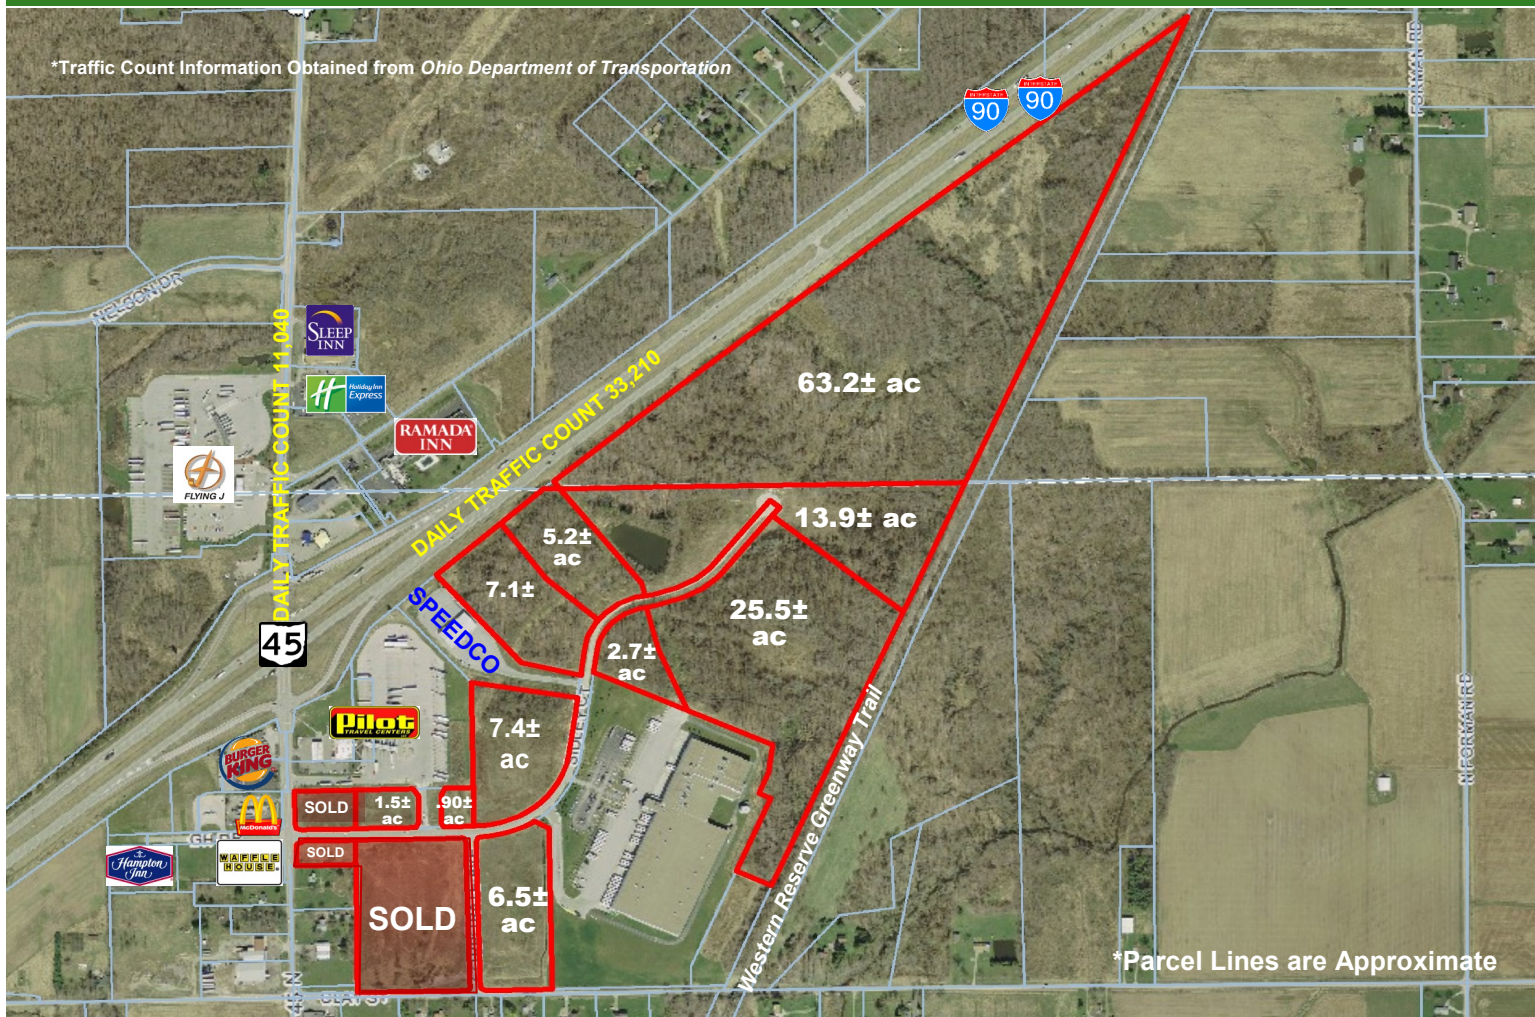 *Traffic Count Information Obtained from Ohio Department of Transportation
INTERSTATE
90
INTERSTATE
90
FORMAN RD
NELSON DR
SLEEP
INN
Holiday Inn
Express
RAMADA
INN
FLYING J
DAILY TRAFFIC COUNT 11,040
DAILY TRAFFIC COUNT 33,210
63.2± ac
13.9± ac
5.2±
ac
7.1±
25.5±
ac
2.7±
ac
SPEEDCO
45
7.4±
ac
SIDLEY CT
Pilot
TRAVEL CENTERS
BURGER
KING
McDonald's
SOLD
1.5±
ac
.90±
ac
SOLD
Hampton
Inn
WAFFLE
HOUSE
SOLD
6.5±
ac
Western Reserve Greenway Trail
N FORMAN RD
*Parcel Lines are Approximate